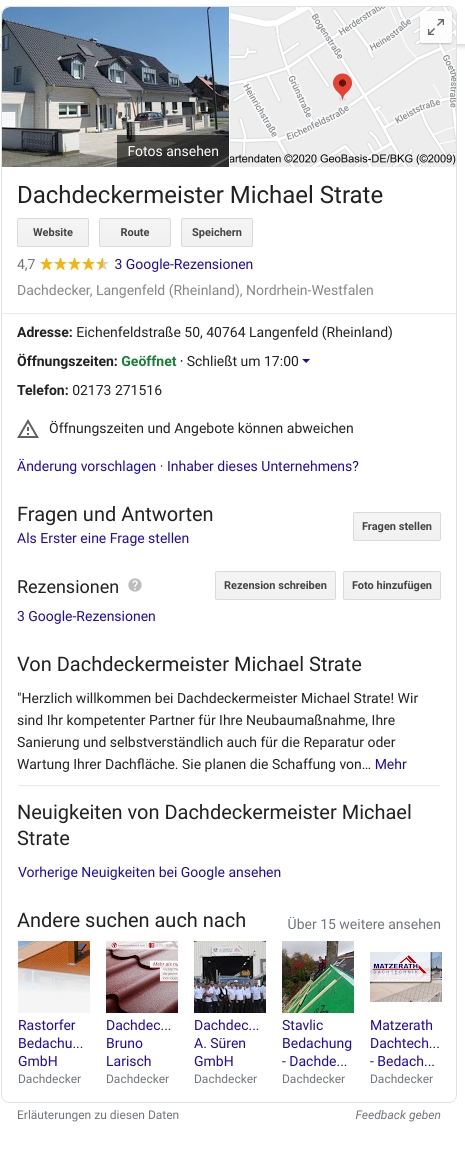 Bogenstraße
Herderstraße
Heinestraße
Goethestraße
Grünstraße
Heinrichstraße
Kleiststraße
Eichenfeldstraße
Fotos ansehen
artendaten ©2020 GeoBasis-DE/BKG (©2009)
Dachdeckermeister Michael Strate
Website Route Speichern
4,7 3 Google-Rezensionen
Dachdecker, Langenfeld (Rheinland), Nordrhein-Westfalen
Adresse: Eichenfeldstraße 50, 40764 Langenfeld (Rheinland)
Öffnungszeiten: Geöffnet · Schließt um 17:00
Telefon: 02173 271516
Öffnungszeiten und Angebote können abweichen
Änderung vorschlagen · Inhaber dieses Unternehmens?
Fragen und Antworten
Fragen stellen
Als Erster eine Frage stellen
Rezensionen ? Rezension schreiben Foto hinzufügen
3 Google-Rezensionen
Von Dachdeckermeister Michael Strate
"Herzlich willkommen bei Dachdeckermeister Michael Strate! Wir
sind Ihr kompetenter Partner für Ihre Neubaumaßnahme, Ihre
Sanierung und selbstverständlich auch für die Reparatur oder
Wartung Ihrer Dachfläche. Sie planen die Schaffung von… Mehr
Neuigkeiten von Dachdeckermeister Michael
Strate
Vorherige Neuigkeiten bei Google ansehen
Andere suchen auch nach Über 15 weitere ansehen
MATZERATH
DACHTECHNIK
Rastorfer Dachdec... Dachdec... Stavlic Matzerath
Bedachu... Bruno A. Süren Bedachung Dachtech...
GmbH Larisch GmbH - Dachde... - Bedach...
Dachdecker Dachdecker Dachdecker Dachdecker Dachdecker
Erläuterungen zu diesen Daten Feedback geben